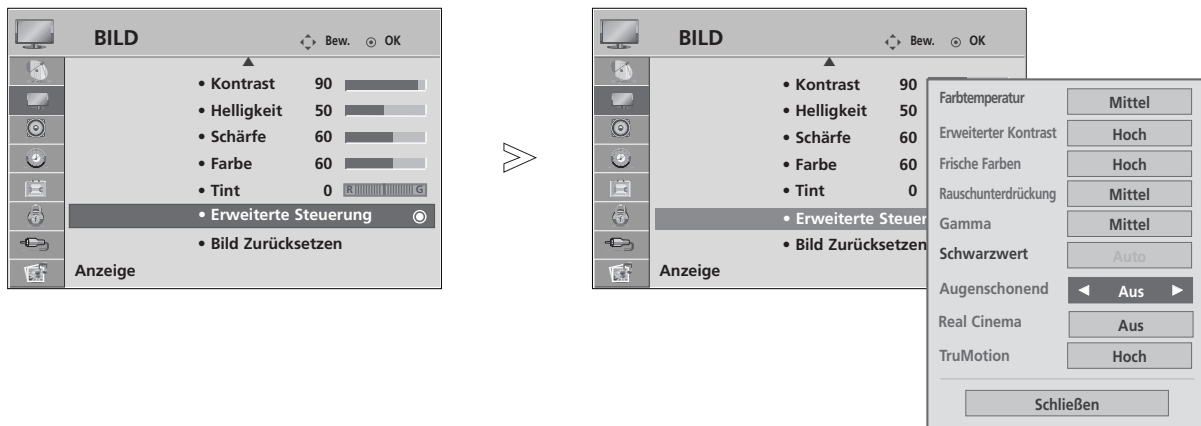 BILD
Bew.
OK
• Kontrast 90
• Helligkeit 50
• Schärfe 60
• Farbe 60
• Tint 0 R G
• Erweiterte Steuerung
• Bild Zurücksetzen
Anzeige
BILD
Bew.
OK
• Kontrast 90
• Helligkeit 50
• Schärfe 60
• Farbe 60
• Tint 0
• Erweiterte Steuer
• Bild Zurücksetzen
Anzeige
Farbtemperatur Mittel
Erweiterter Kontrast Hoch
Frische Farben Hoch
Rauschunterdrückung Mittel
Gamma Mittel
Schwarzwert Auto
Augenschonend ◄ Aus ►
Real Cinema Aus
TruMotion Hoch
Schließen